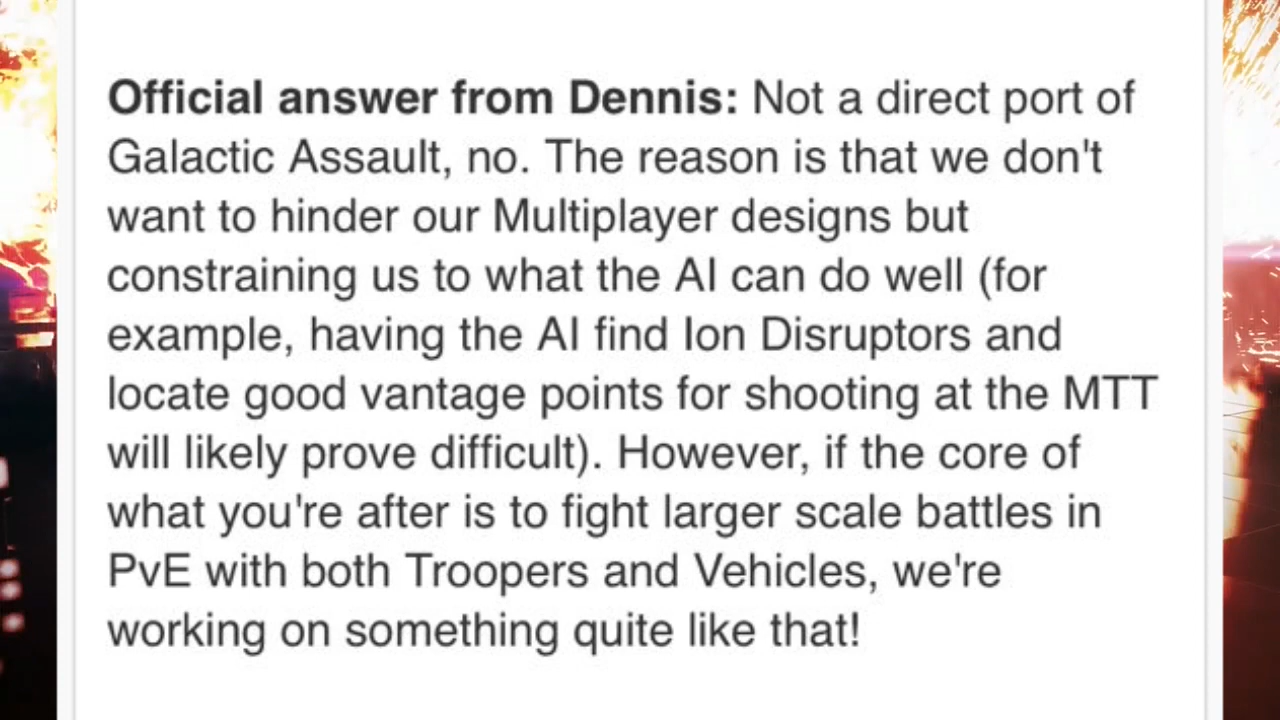 Official answer from Dennis: Not a direct port of
Galactic Assault, no. The reason is that we don't
want to hinder our Multiplayer designs but
constraining us to what the AI can do well (for
example, having the AI find Ion Disruptors and
locate good vantage points for shooting at the MTT
will likely prove difficult). However, if the core of
what you're after is to fight larger scale battles in
PvE with both Troopers and Vehicles, we're
working on something quite like that!